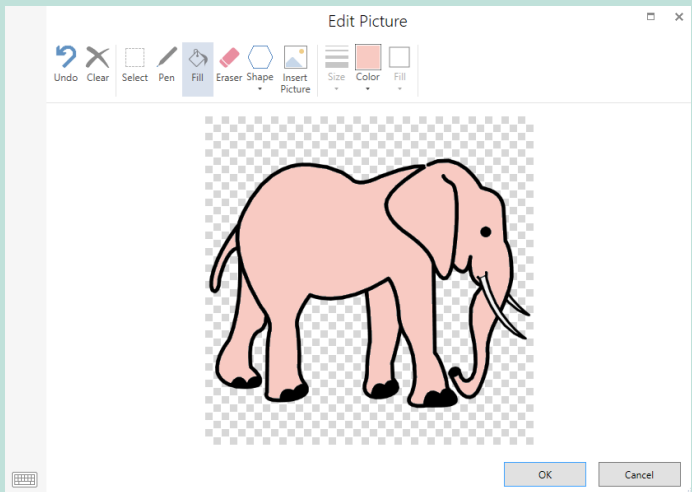 Edit Picture
Undo Clear Select Pen Fill Eraser Shape Insert Picture Size Color Fill
OK Cancel